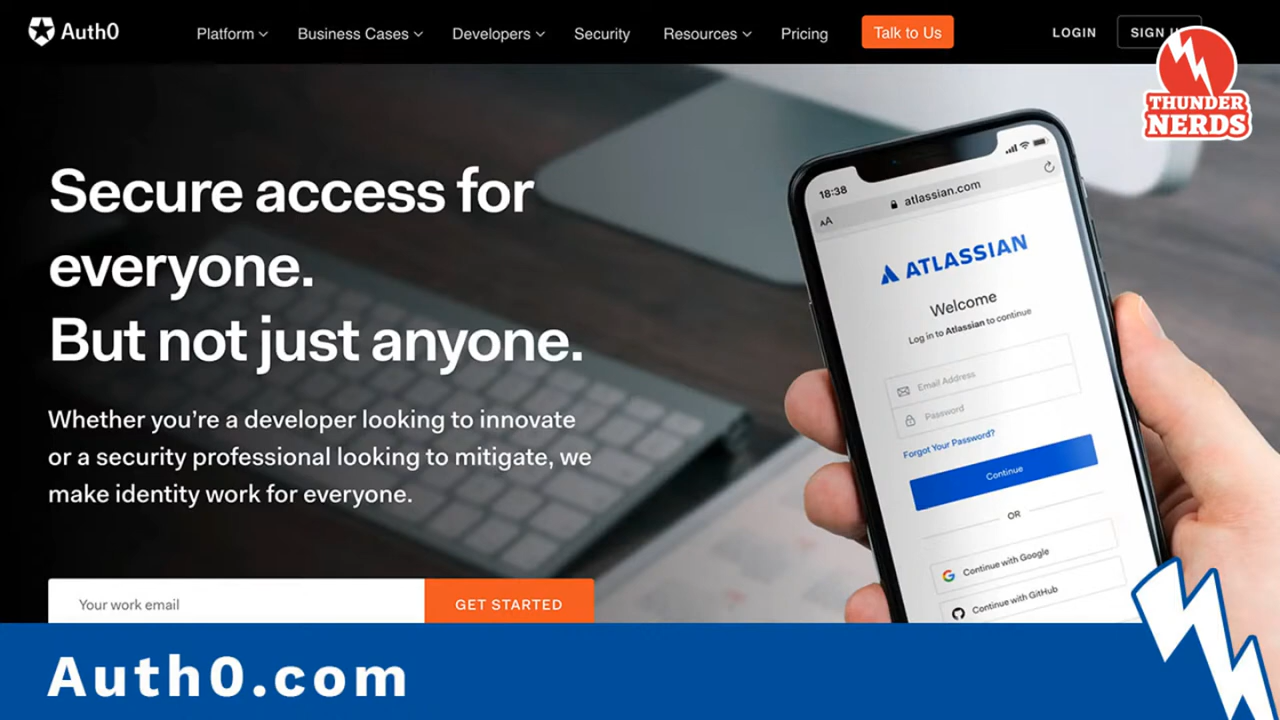 Auth0
Platform
Business Cases
Developers
Security
Resources
Pricing
Talk to Us
LOGIN
SIGN
THUNDER
NERDS
Secure access for
everyone.
But not just anyone.
Whether you're a developer looking to innovate
or a security professional looking to mitigate, we
make identity work for everyone.
Your work email
GET STARTED
18:38
AA
atlassian.com
ATLASSIAN
Welcome
Log in to Atlassian to continue
Email Address
Password
Forgot Your Password?
Continue
OR
Continue with Google
Continue with GitHub
Auth0.com